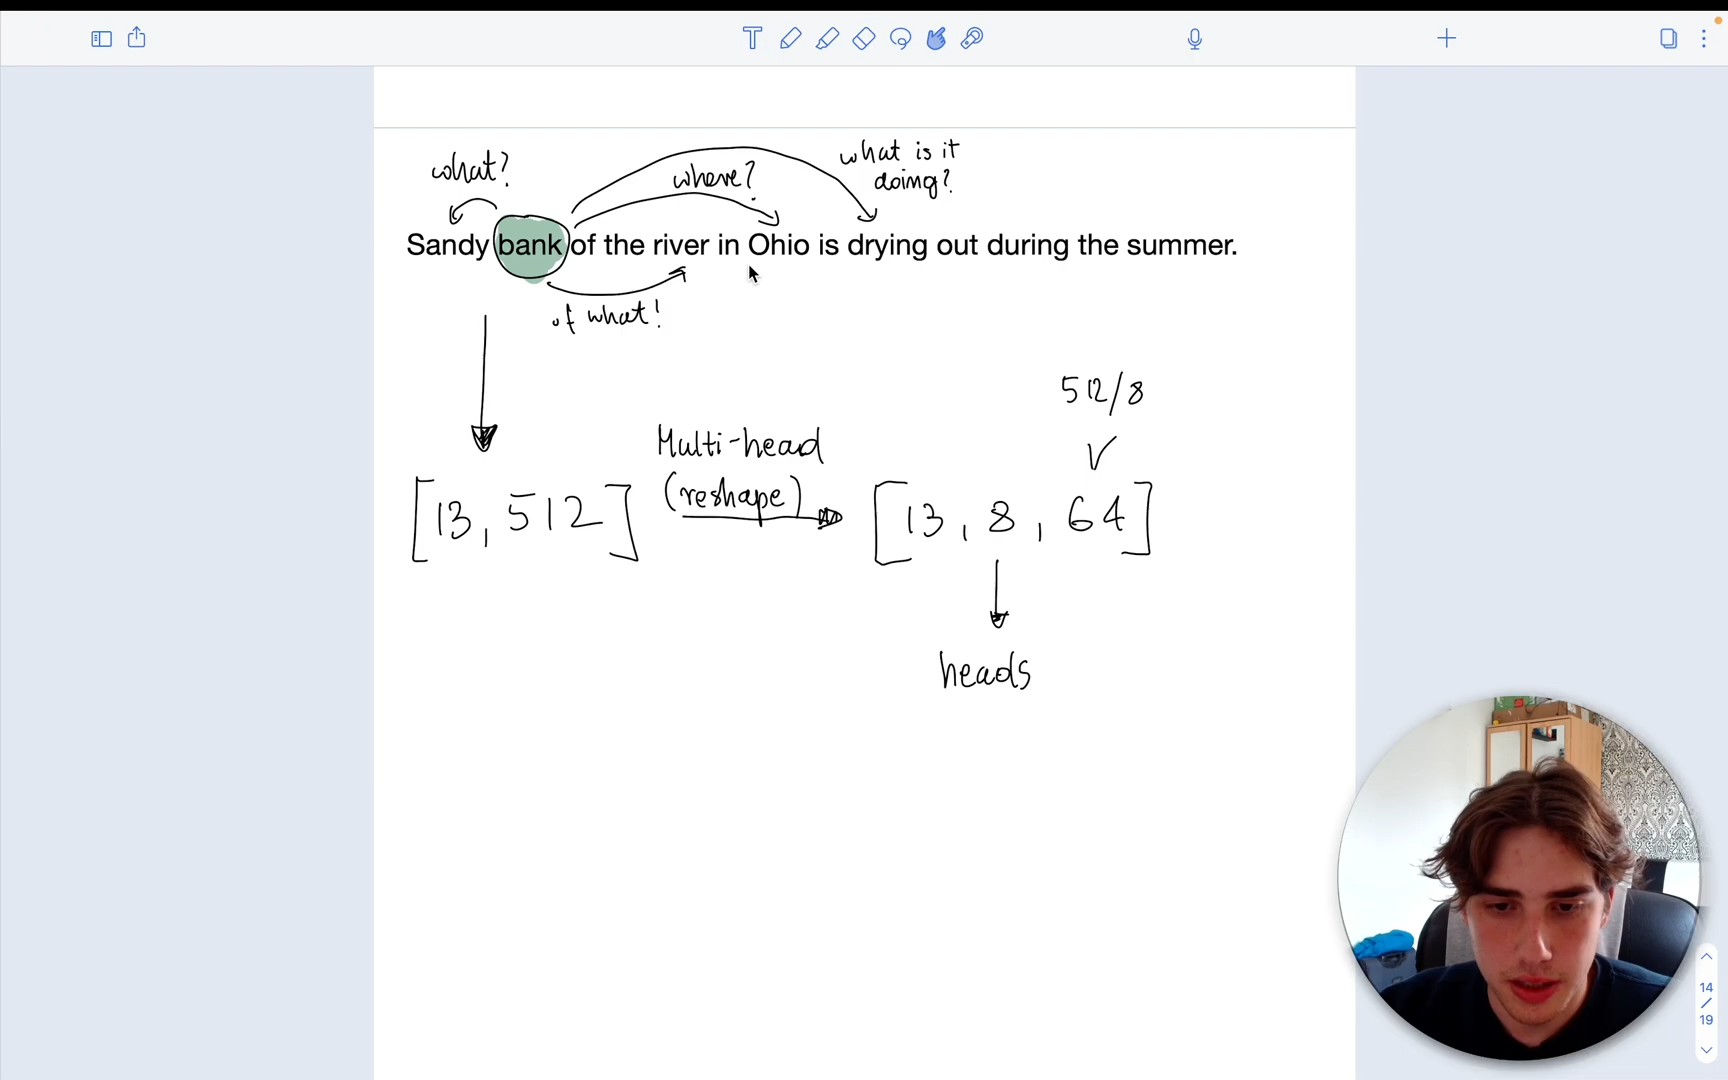 what?
where?
what is it
doing?
Sandy bank of the river in Ohio is drying out during the summer.
of what!
512/8
Multi-head
(reshape)
[13, 512]
[13, 8, 64]
heads
14
/
19